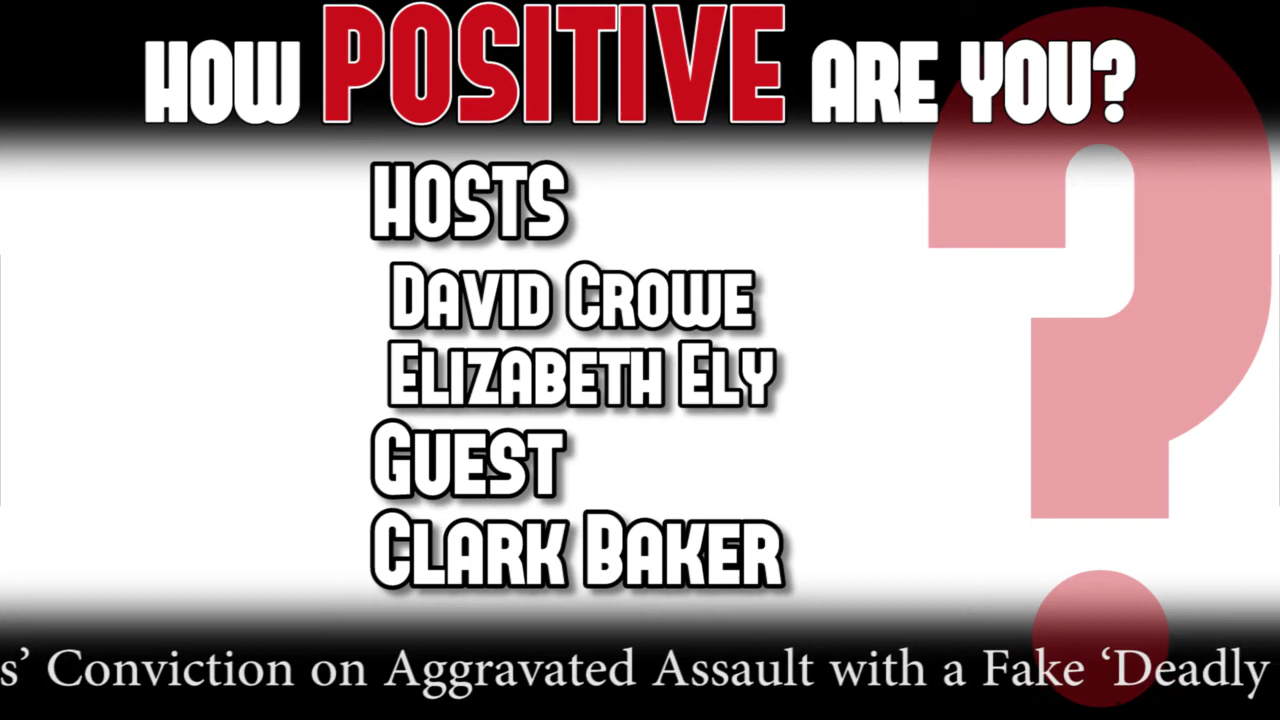 HOW POSITIVE ARE YOU?
HOSTS
DAVID CROWE
ELIZABETH ELY
GUEST
CLARK BAKER
s’ Conviction on Aggravated Assault with a Fake ‘Deadly